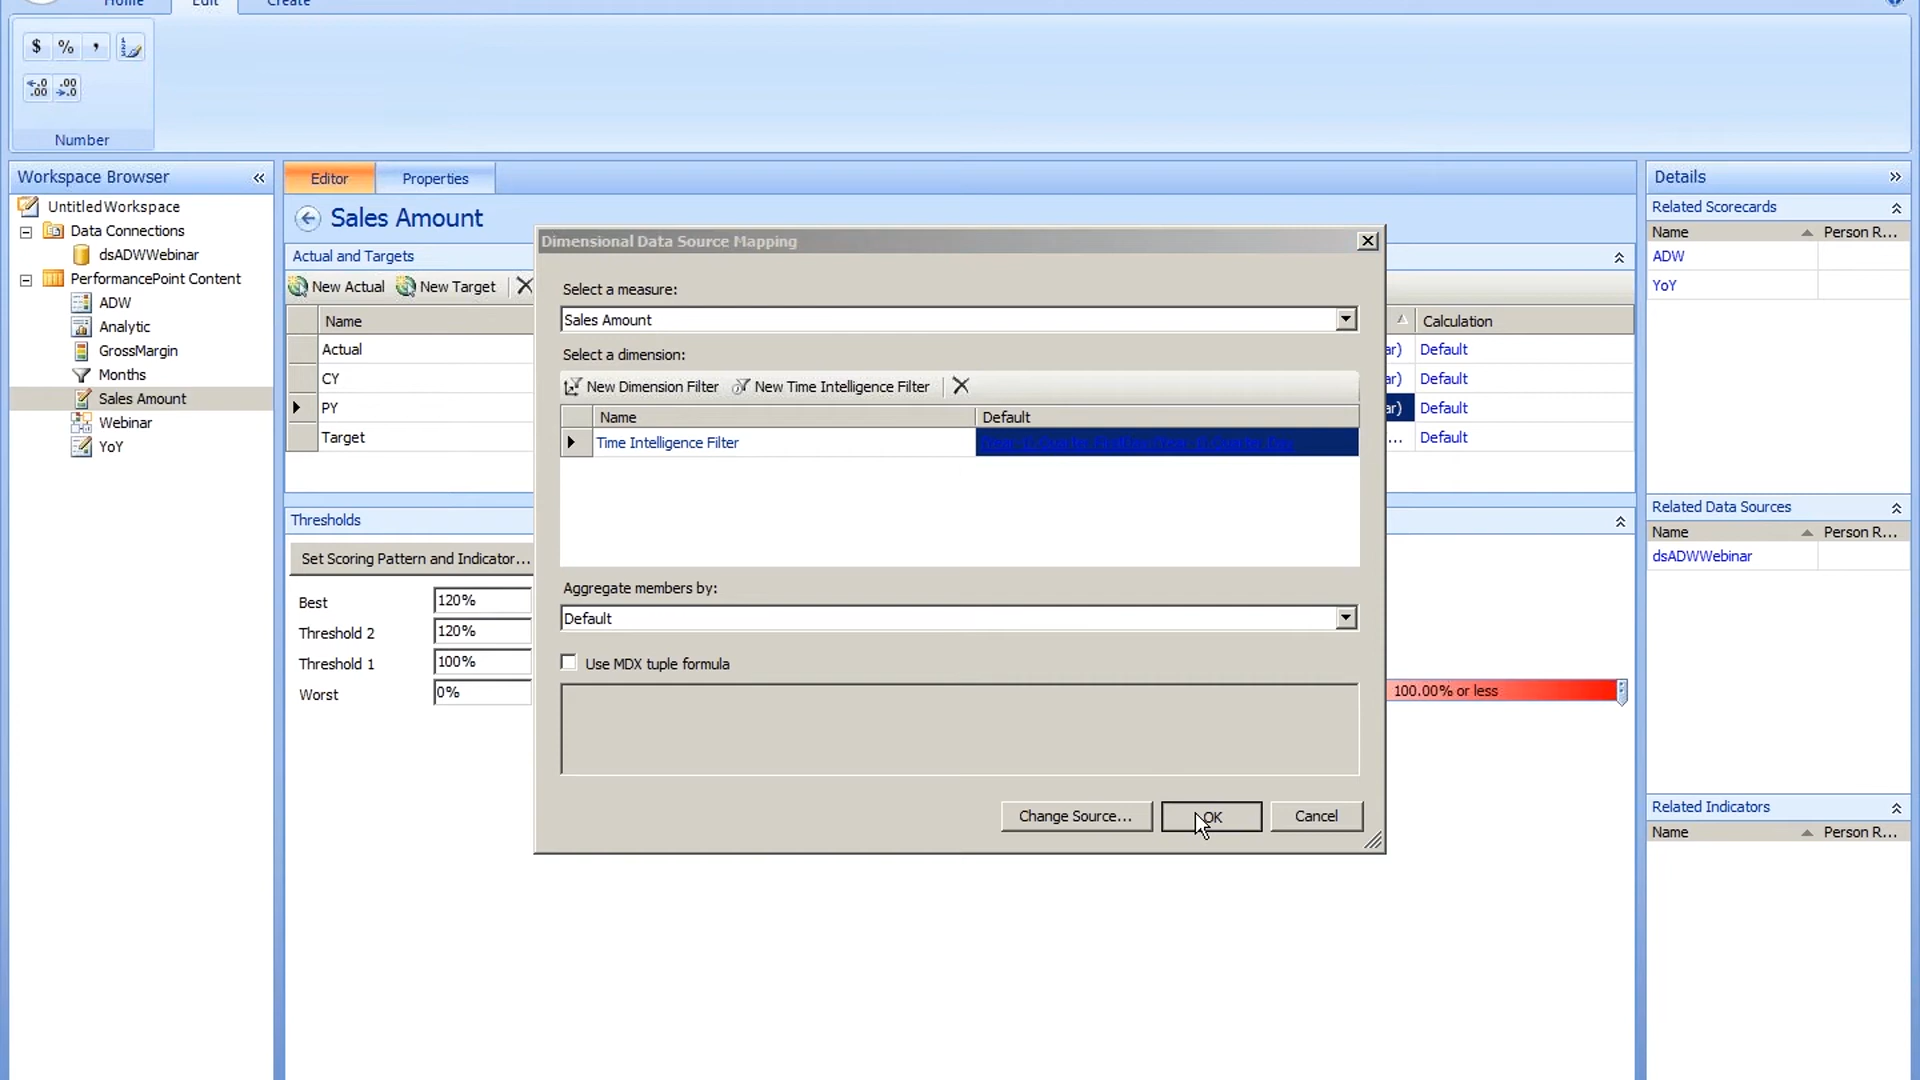 Home Edit Create
$ % ,
Number
Workspace Browser
Untitled Workspace
Data Connections
dsADWWebinar
PerformancePoint Content
ADW
Analytic
GrossMargin
Months
Sales Amount
Webinar
YoY
Editor Properties
Sales Amount
Actual and Targets
New Actual New Target
Name Calculation
Actual ar) Default
CY ar) Default
PY ar) Default
Target ... Default
Thresholds
Set Scoring Pattern and Indicator...
Best 120%
Threshold 2 120%
Threshold 1 100%
Worst 0%
100.00% or less
Dimensional Data Source Mapping
Select a measure:
Sales Amount
Select a dimension:
New Dimension Filter New Time Intelligence Filter
Name Default
Time Intelligence Filter
Aggregate members by:
Default
Use MDX tuple formula
Change Source... OK Cancel
Details
Related Scorecards
Name Person R...
ADW
YoY
Related Data Sources
Name Person R...
dsADWWebinar
Related Indicators
Name Person R...